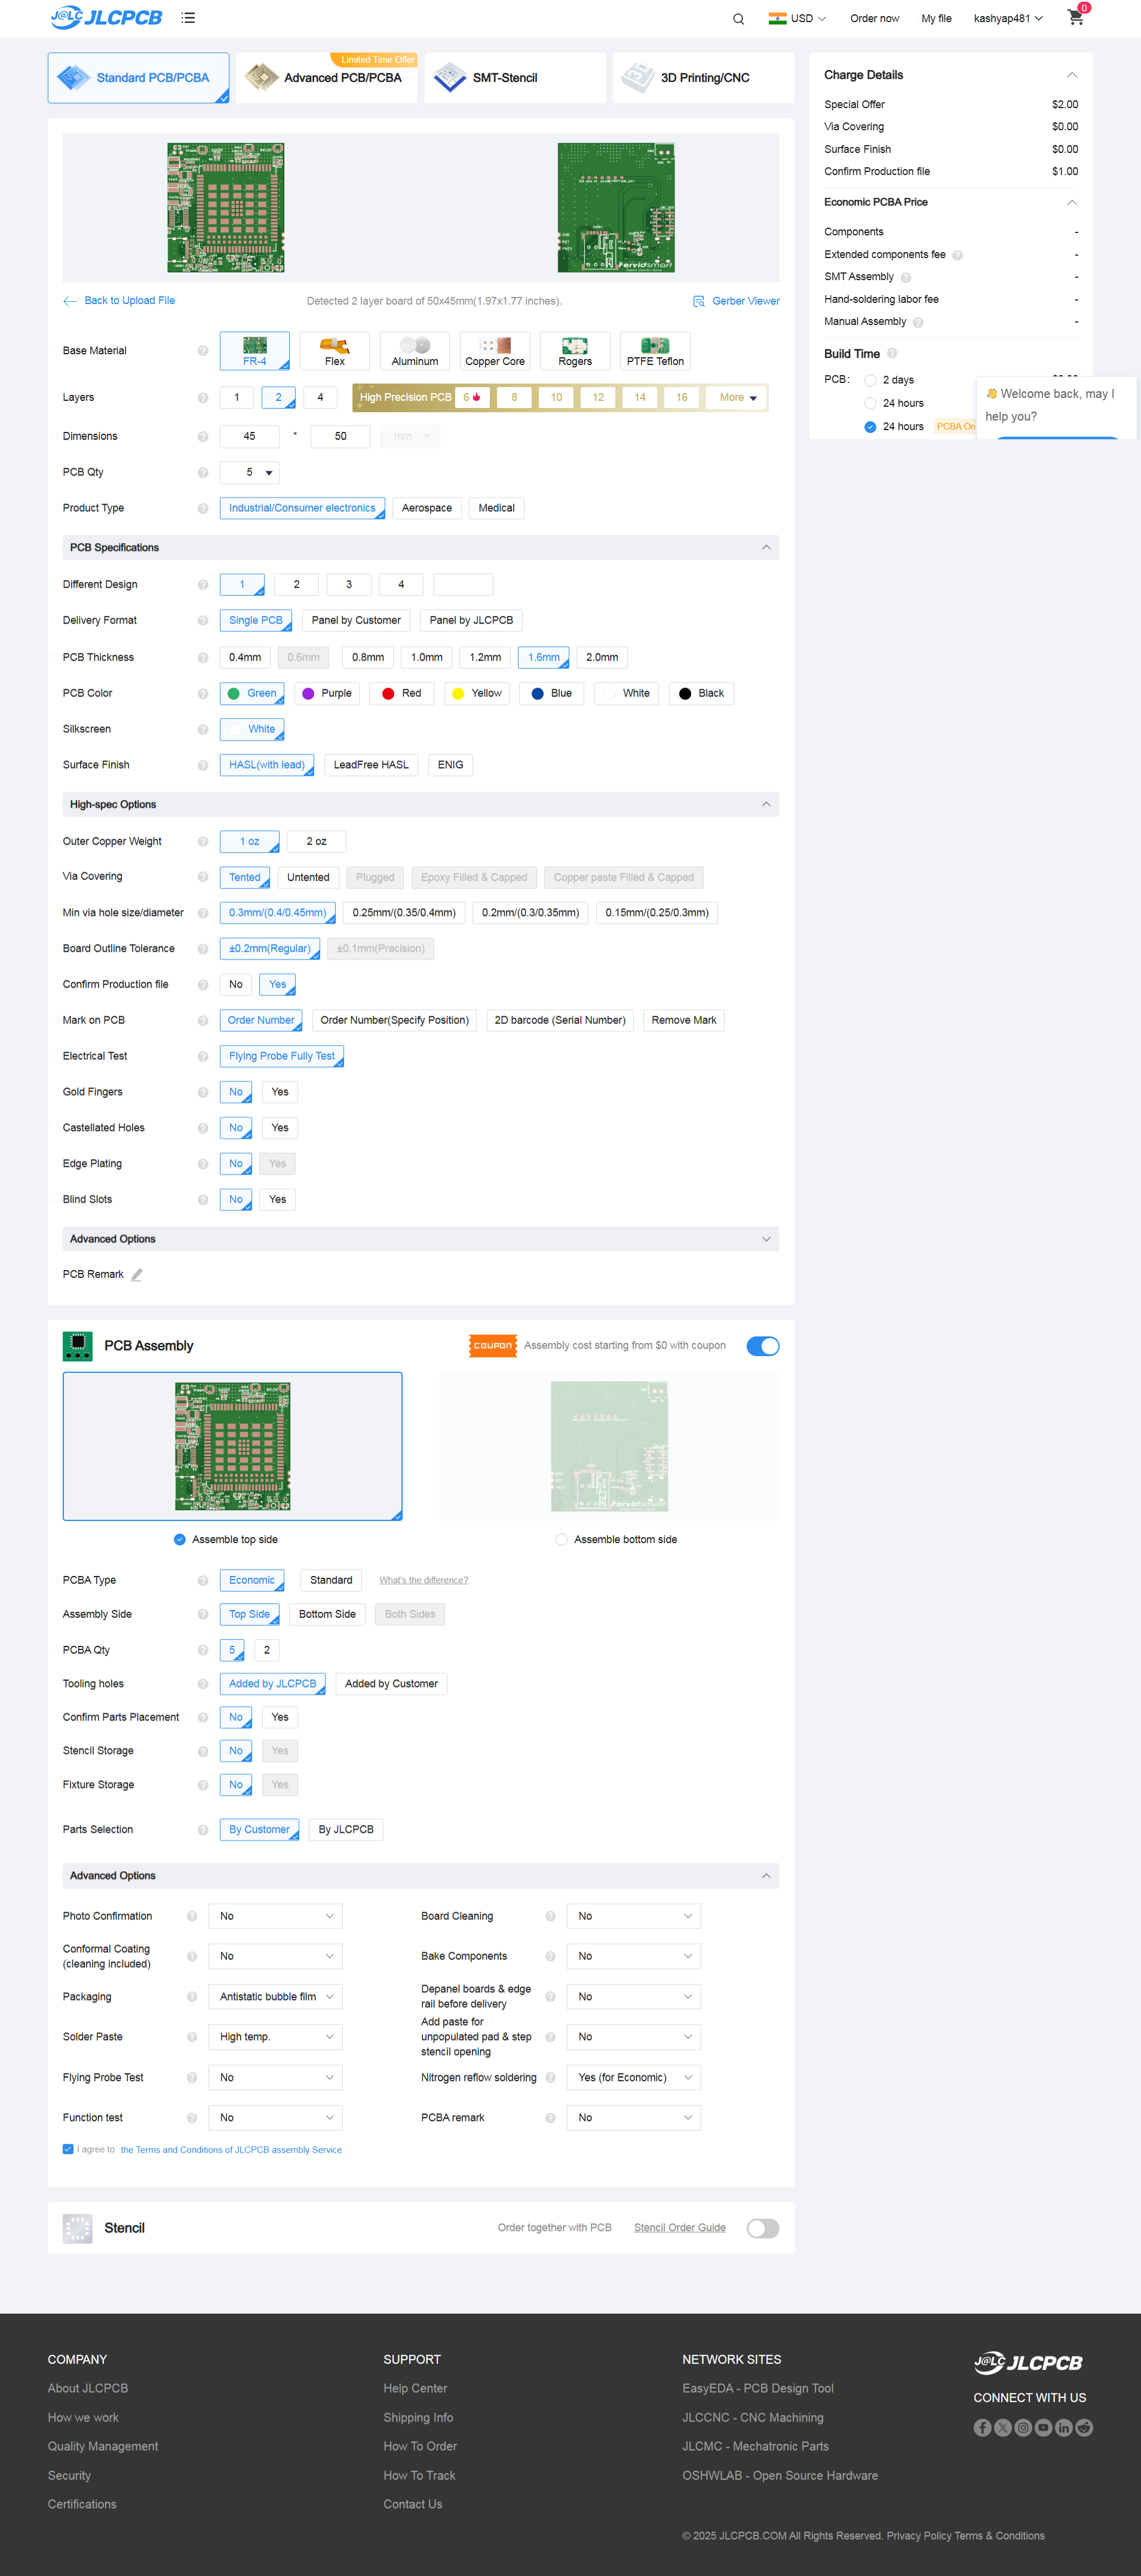 JLCPCB
USD
Order now
My file
kashyap481
0
Standard PCB/PCBA
Limited Time Offer
Advanced PCB/PCBA
SMT-Stencil
3D Printing/CNC
Charge Details
Special Offer $2.00
Via Covering $0.00
Surface Finish $0.00
Confirm Production file $1.00
Economic PCBA Price
Components -
Extended components fee -
SMT Assembly -
Hand-soldering labor fee -
Manual Assembly -
Build Time
PCB: 2 days
24 hours
24 hours PCBA On
Welcome back, may I
help you?
Fervidsmart
Back to Upload File
Detected 2 layer board of 50x45mm(1.97x1.77 inches).
Gerber Viewer
Base Material FR-4 Flex Aluminum Copper Core Rogers PTFE Teflon
Layers 1 2 4 High Precision PCB 6 8 10 12 14 16 More
Dimensions 45 * 50 mm
PCB Qty 5
Product Type Industrial/Consumer electronics Aerospace Medical
PCB Specifications
Different Design 1 2 3 4
Delivery Format Single PCB Panel by Customer Panel by JLCPCB
PCB Thickness 0.4mm 0.6mm 0.8mm 1.0mm 1.2mm 1.6mm 2.0mm
PCB Color Green Purple Red Yellow Blue White Black
Silkscreen White
Surface Finish HASL(with lead) LeadFree HASL ENIG
High-spec Options
Outer Copper Weight 1 oz 2 oz
Via Covering Tented Untented Plugged Epoxy Filled & Capped Copper paste Filled & Capped
Min via hole size/diameter 0.3mm/(0.4/0.45mm) 0.25mm/(0.35/0.4mm) 0.2mm/(0.3/0.35mm) 0.15mm/(0.25/0.3mm)
Board Outline Tolerance ±0.2mm(Regular) ±0.1mm(Precision)
Confirm Production file No Yes
Mark on PCB Order Number Order Number(Specify Position) 2D barcode (Serial Number) Remove Mark
Electrical Test Flying Probe Fully Test
Gold Fingers No Yes
Castellated Holes No Yes
Edge Plating No Yes
Blind Slots No Yes
Advanced Options
PCB Remark
PCB Assembly
COUPON
Assembly cost starting from $0 with coupon
Fervidsmart
Assemble top side
Assemble bottom side
PCBA Type Economic Standard What's the difference?
Assembly Side Top Side Bottom Side Both Sides
PCBA Qty 5 2
Tooling holes Added by JLCPCB Added by Customer
Confirm Parts Placement No Yes
Stencil Storage No Yes
Fixture Storage No Yes
Parts Selection By Customer By JLCPCB
Advanced Options
Photo Confirmation No
Board Cleaning No
Conformal Coating
(cleaning included) No
Bake Components No
Packaging Antistatic bubble film
Depanel boards & edge
rail before delivery No
Solder Paste High temp.
Add paste for
unpopulated pad & step
stencil opening No
Flying Probe Test No
Nitrogen reflow soldering Yes (for Economic)
Function test No
PCBA remark No
I agree to the Terms and Conditions of JLCPCB assembly Service
Stencil
Order together with PCB
Stencil Order Guide
COMPANY
About JLCPCB
How we work
Quality Management
Security
Certifications
SUPPORT
Help Center
Shipping Info
How To Order
How To Track
Contact Us
NETWORK SITES
EasyEDA - PCB Design Tool
JLCCNC - CNC Machining
JLCMC - Mechatronic Parts
OSHWLAB - Open Source Hardware
JLCPCB
CONNECT WITH US
© 2025 JLCPCB.COM All Rights Reserved. Privacy Policy Terms & Conditions